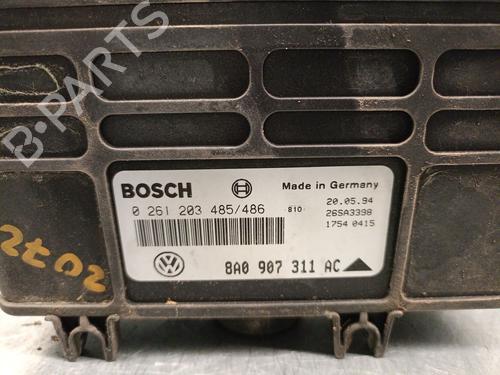 B-PARTS
BOSCH
Made in Germany
0 261 203 485/486
810
20.05.94
26SA3398
1754 0415
8A0 907 311 AC
2t02